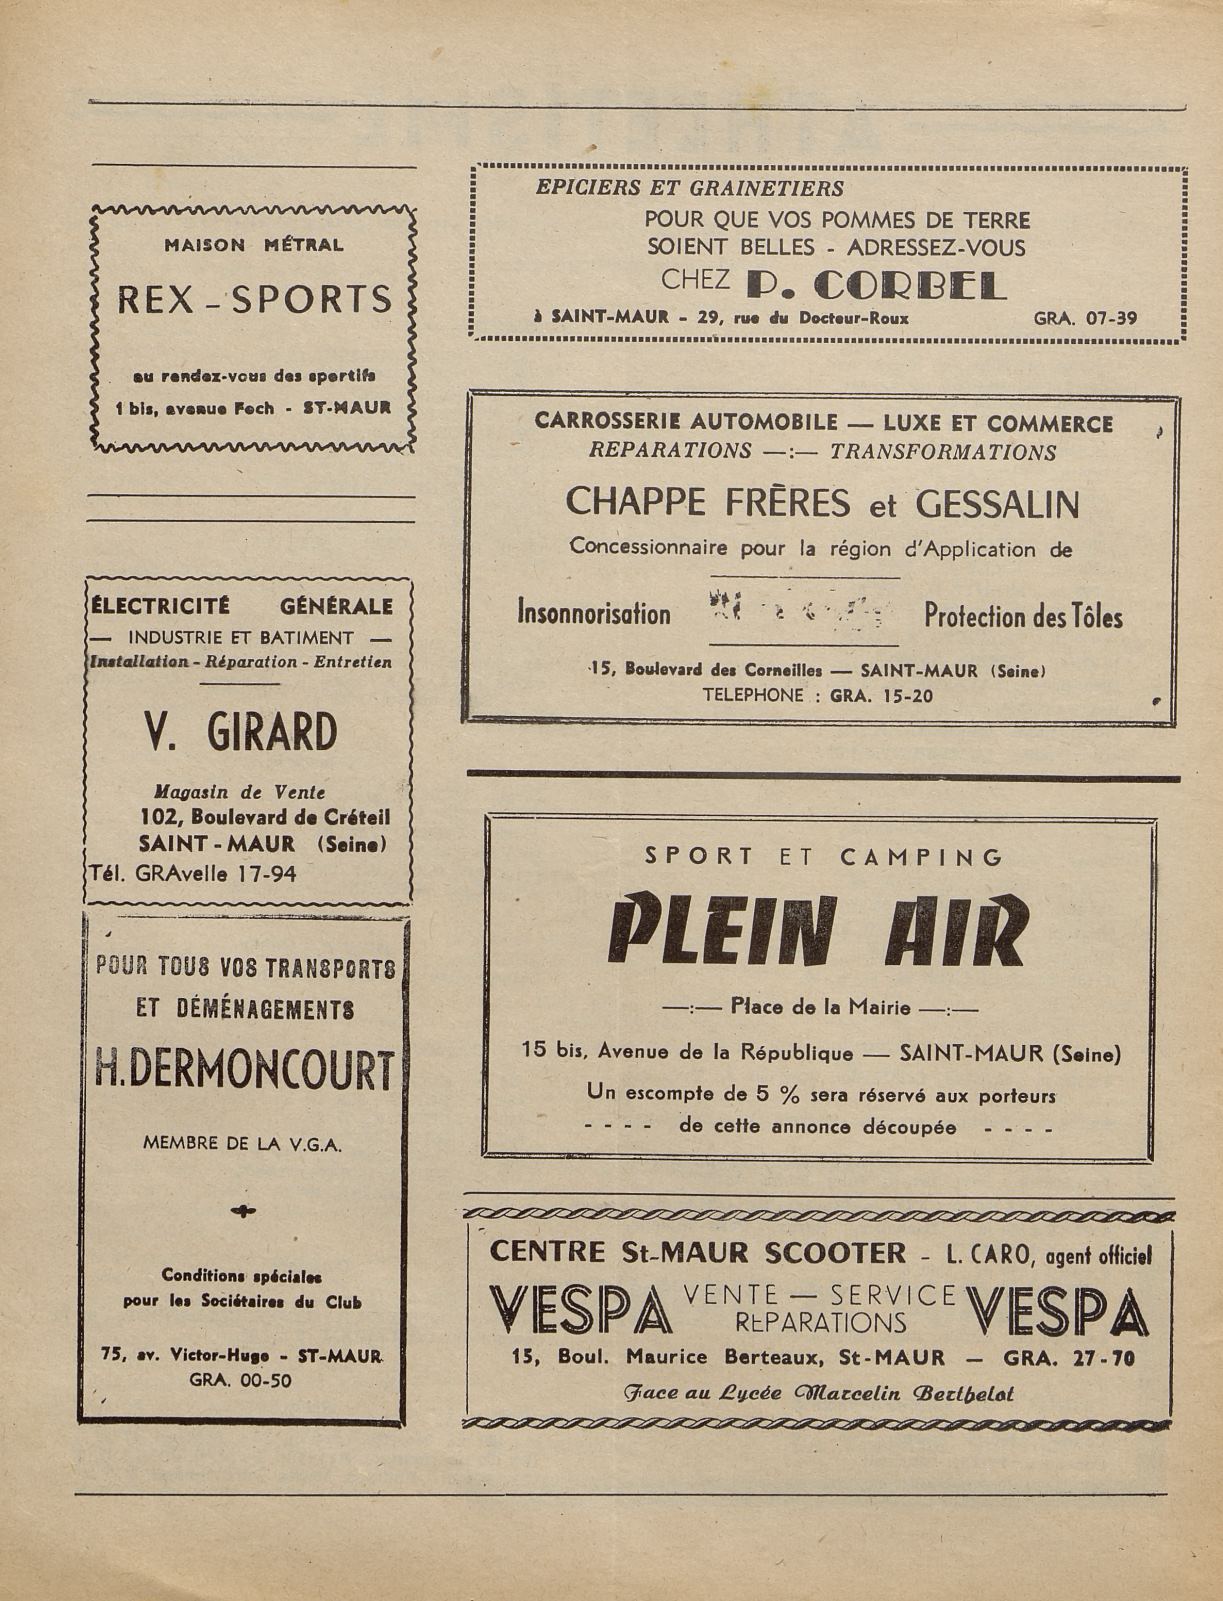 MAISON MÉTRAL
REX - SPORTS
au rendez-vous des sportifs
1 bis, avenue Foch - ST-MAUR
ÉLECTRICITÉ GÉNÉRALE
— INDUSTRIE ET BATIMENT —
Installation - Réparation - Entretien
V. GIRARD
Magasin de Vente
102, Boulevard de Créteil
SAINT-MAUR (Seine)
Tél. GRAvelle 17-94
POUR TOUS VOS TRANSPORTS
ET DÉMÉNAGEMENTS
H. DERMONCOURT
MEMBRE DE LA V.G.A.
Conditions spéciales
pour les Sociétaires du Club
75, av. Victor-Hugo - ST-MAUR
GRA. 00-50
EPICIERS ET GRAINETIERS
POUR QUE VOS POMMES DE TERRE
SOIENT BELLES - ADRESSEZ-VOUS
CHEZ P. CORBEL
à SAINT-MAUR - 29, rue du Docteur-Roux GRA. 07-39
CARROSSERIE AUTOMOBILE — LUXE ET COMMERCE
REPARATIONS —:— TRANSFORMATIONS
CHAPPE FRÈRES et GESSALIN
Concessionnaire pour la région d'Application de
Insonnorisation Protection des Tôles
15, Boulevard des Corneilles — SAINT-MAUR (Seine)
TELEPHONE : GRA. 15-20
SPORT ET CAMPING
PLEIN AIR
—:— Place de la Mairie —:—
15 bis, Avenue de la République — SAINT-MAUR (Seine)
Un escompte de 5 % sera réservé aux porteurs
- - - - de cette annonce découpée - - - -
CENTRE St-MAUR SCOOTER - L. CARO, agent officiel
VESPA VENTE — SERVICE VESPA
REPARATIONS
15, Boul. Maurice Berteaux, St-MAUR — GRA. 27-70
Face au Lycée Marcelin Berthelot